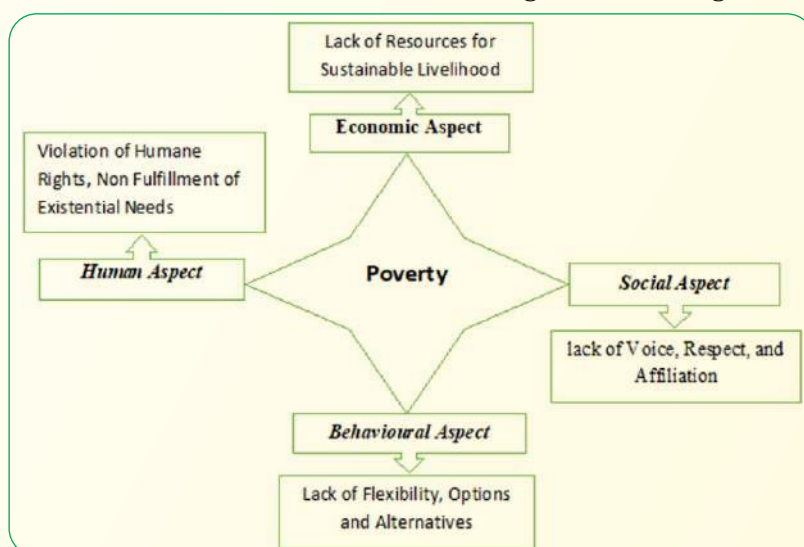 Lack of Resources for
Sustainable Livelihood
Economic Aspect
Violation of Humane
Rights, Non Fulfillment of
Existential Needs
Human Aspect
Poverty
Social Aspect
lack of Voice, Respect, and
Affiliation
Behavioural Aspect
Lack of Flexibility, Options
and Alternatives